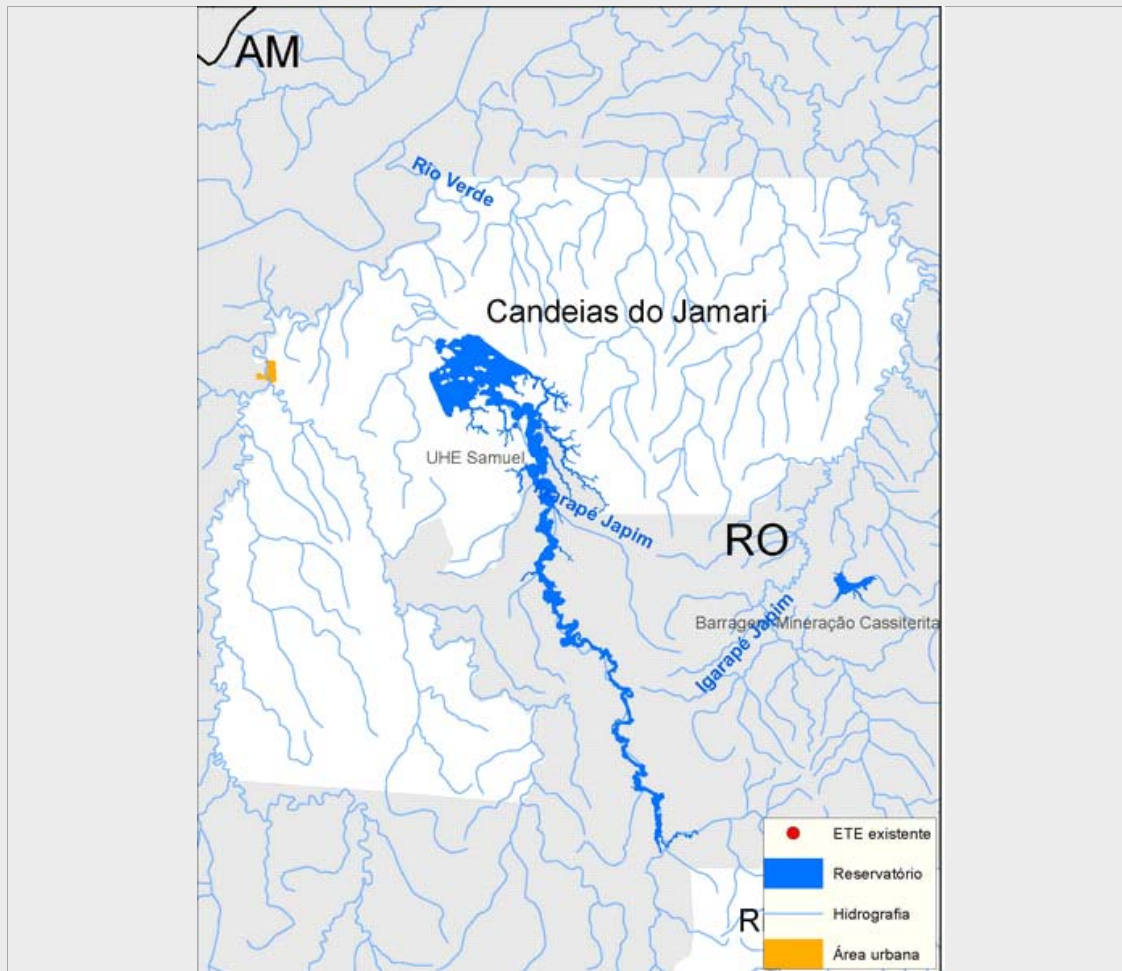 AM
Rio Verde
Candeias do Jamari
UHE Samuel
Igarapé Japim
RO
Barragem Mineração Cassiterita
Igarapé Japim
R
ETE existente
Reservatório
Hidrografia
Área urbana